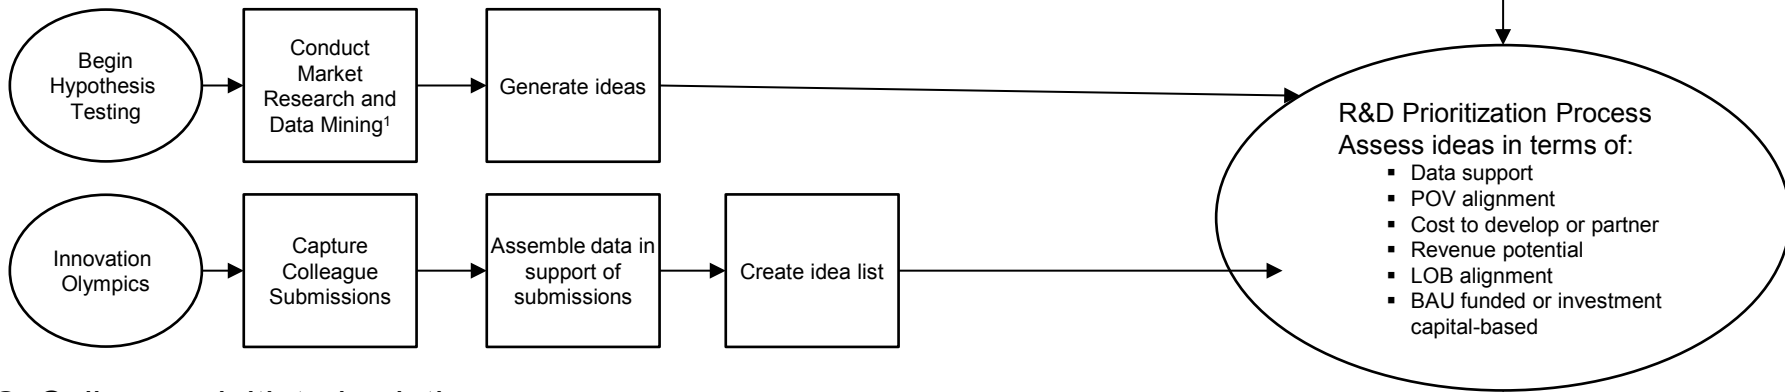 Begin
Hypothesis
Testing
Conduct
Market
Research and
Data Mining¹
Generate ideas
R&D Prioritization Process
Assess ideas in terms of:
▪ Data support
▪ POV alignment
▪ Cost to develop or partner
▪ Revenue potential
▪ LOB alignment
▪ BAU funded or investment
capital-based
Innovation
Olympics
Capture
Colleague
Submissions
Assemble data in
support of
submissions
Create idea list